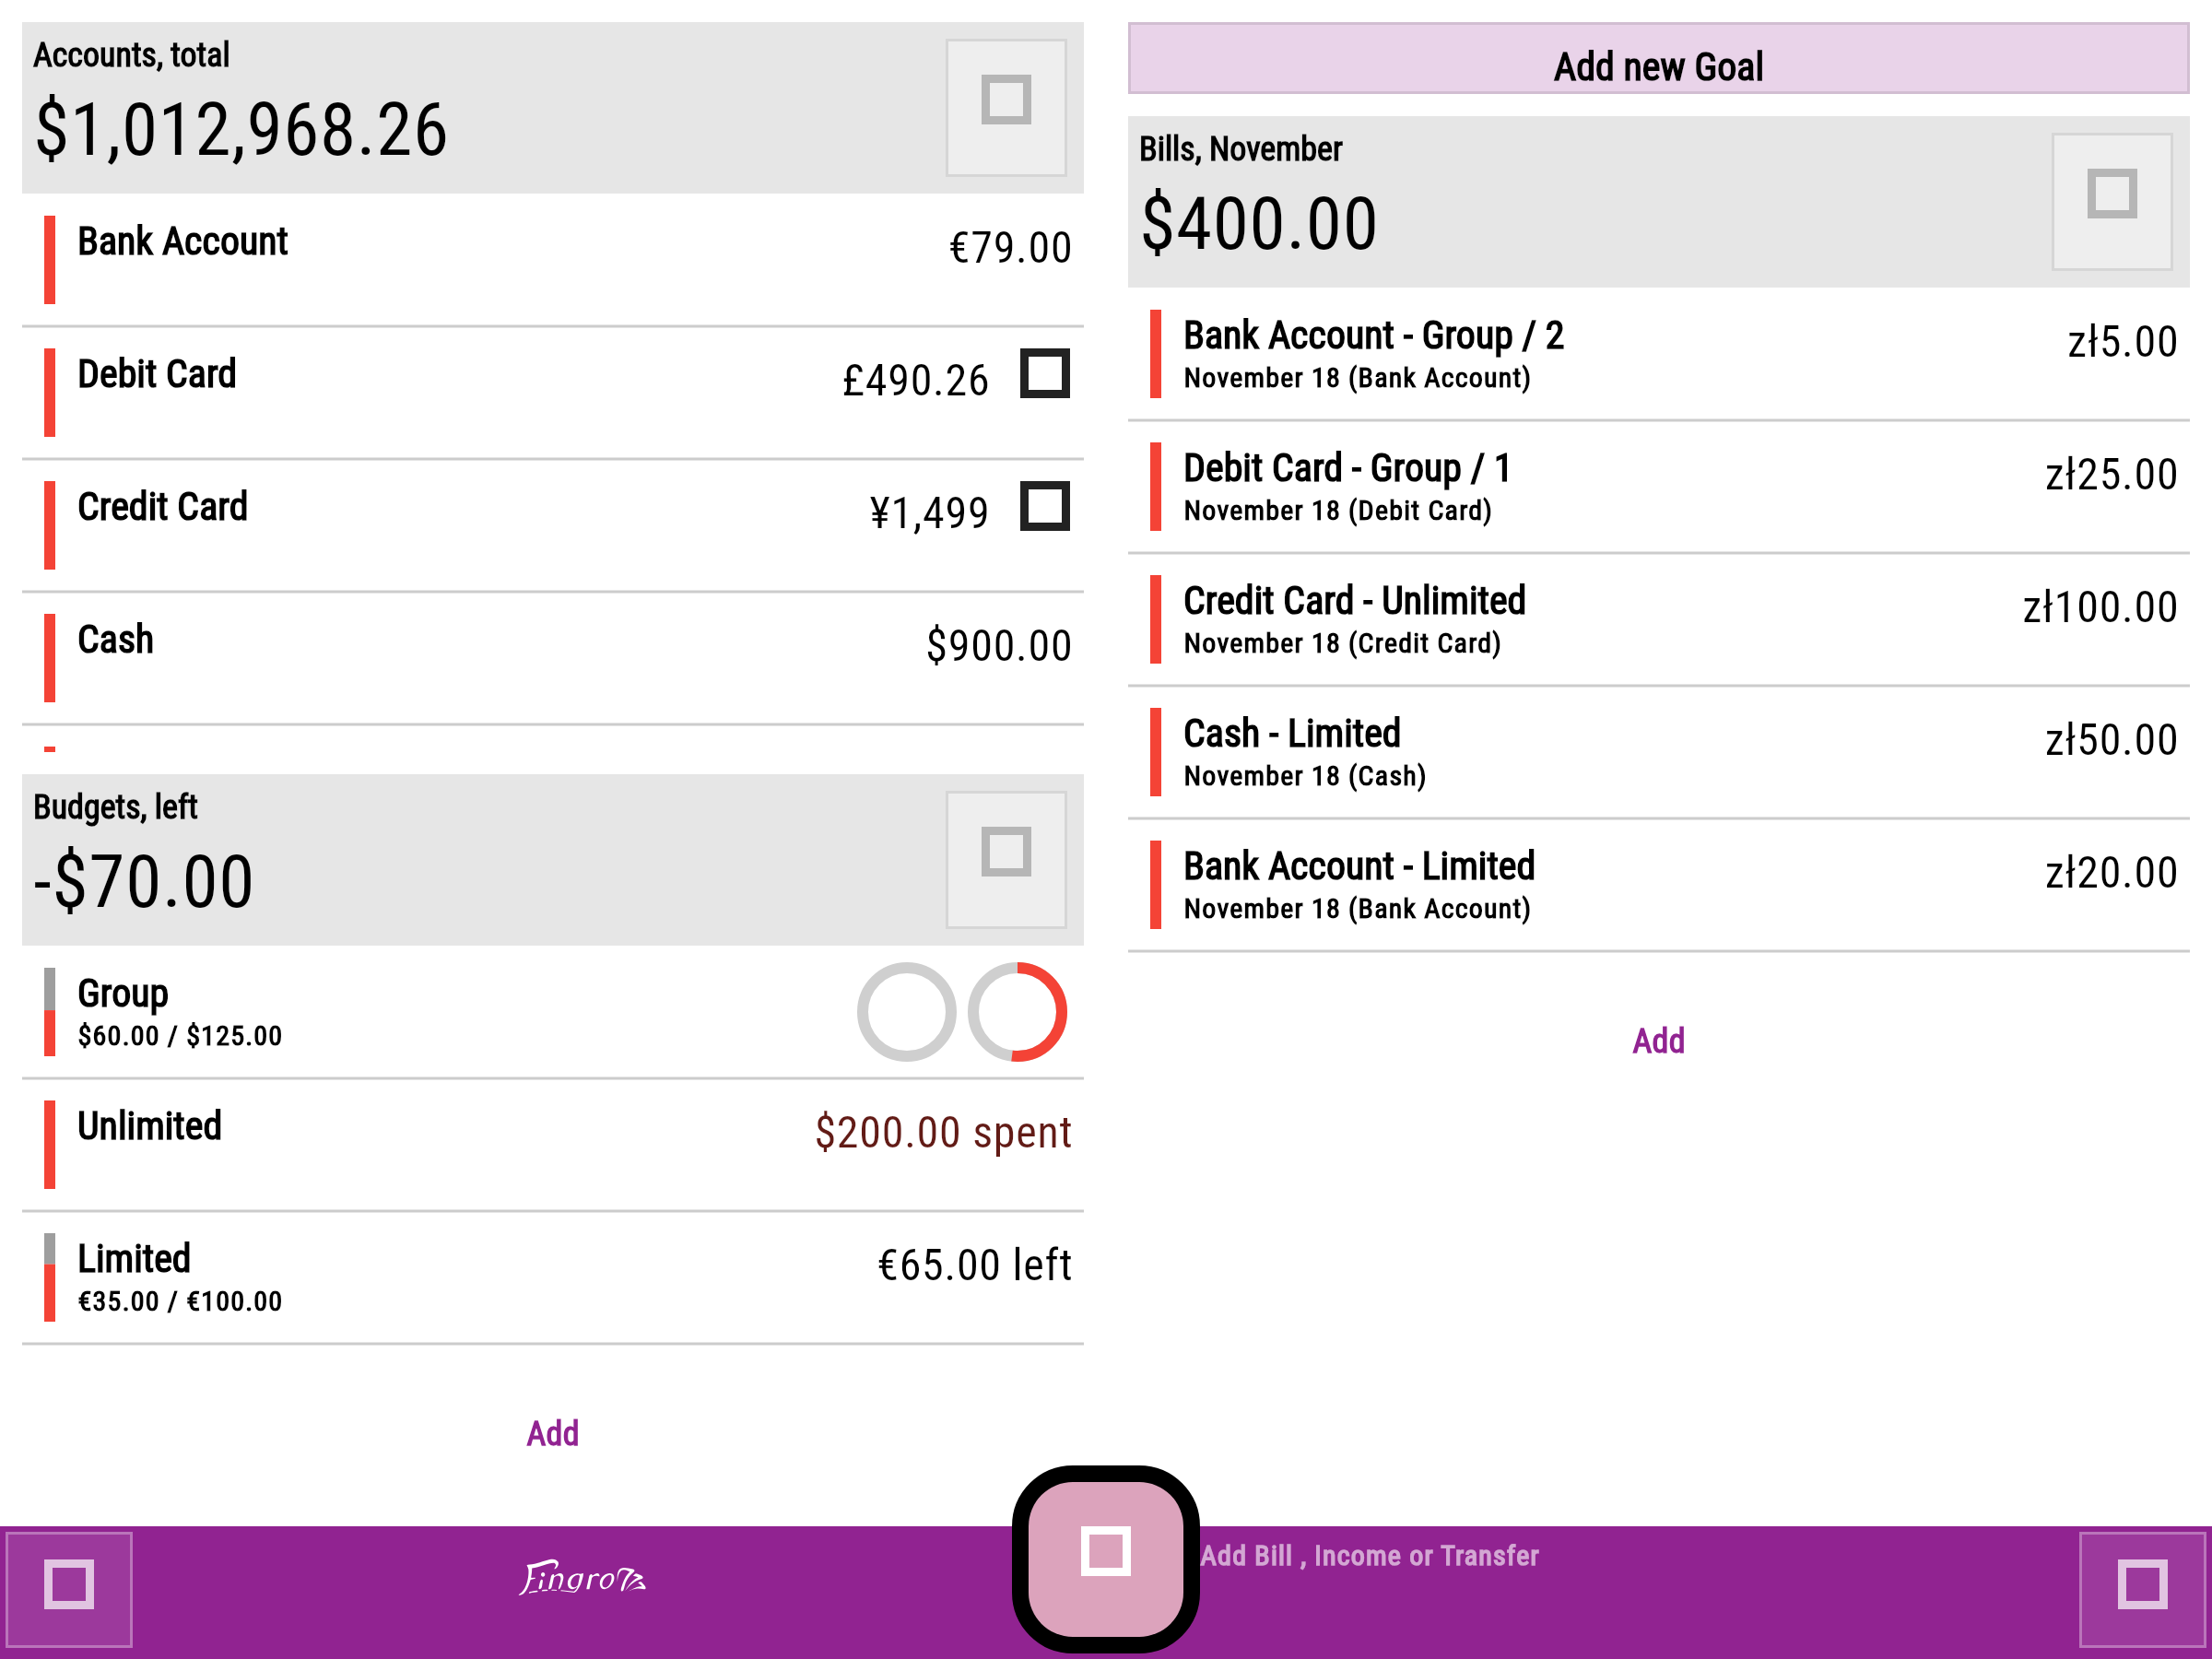 Accounts, total
$1,012,968.26
Bank Account
€79.00
Debit Card
£490.26
Credit Card
¥1,499
Cash
$900.00
Budgets, left
-$70.00
Group
$60.00 / $125.00
Unlimited
$200.00 spent
Limited
€35.00 / €100.00
€65.00 left
Add
Add new Goal
Bills, November
$400.00
Bank Account - Group / 2
November 18 (Bank Account)
zł5.00
Debit Card - Group / 1
November 18 (Debit Card)
zł25.00
Credit Card - Unlimited
November 18 (Credit Card)
zł100.00
Cash - Limited
November 18 (Cash)
zł50.00
Bank Account - Limited
November 18 (Bank Account)
zł20.00
Add
Fingro
Add Bill , Income or Transfer